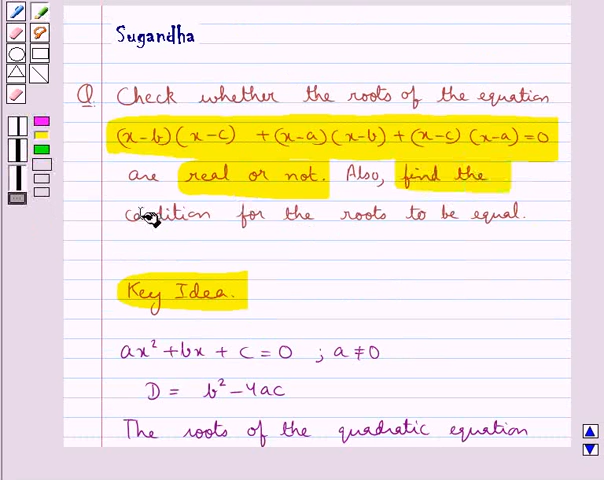 Sugandha
Q Check whether the roots of the equation
(x-b)(x-c) +(x-a)(x-b)+(x-c)(x-a)=0
are real or not. Also, find the
condition for the roots to be equal.
Key Idea.
ax²+bx+c=0 ; a≠0
D = b²-4ac
The roots of the quadratic equation